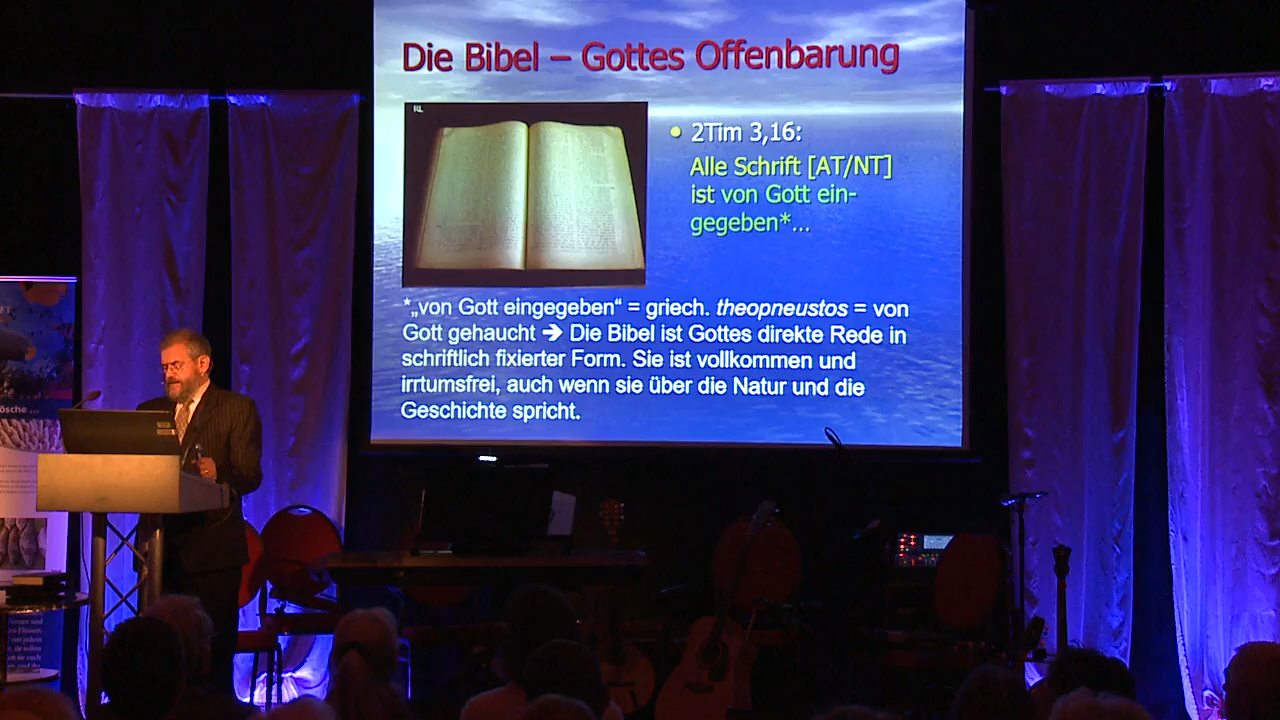 Die Bibel – Gottes Offenbarung
RL
• 2Tim 3,16:
Alle Schrift [AT/NT]
ist von Gott ein-
gegeben*...
*„von Gott eingegeben“ = griech. theopneustos = von
Gott gehaucht ➔ Die Bibel ist Gottes direkte Rede in
schriftlich fixierter Form. Sie ist vollkommen und
irrtumsfrei, auch wenn sie über die Natur und die
Geschichte spricht.